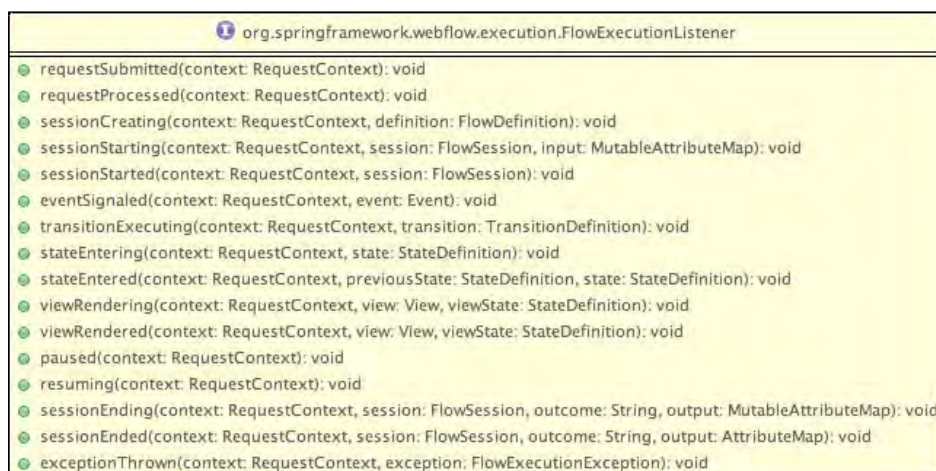 I org.springframework.webflow.execution.FlowExecutionListener
requestSubmitted(context: RequestContext): void
requestProcessed(context: RequestContext): void
sessionCreating(context: RequestContext, definition: FlowDefinition): void
sessionStarting(context: RequestContext, session: FlowSession, input: MutableAttributeMap): void
sessionStarted(context: RequestContext, session: FlowSession): void
eventSignaled(context: RequestContext, event: Event): void
transitionExecuting(context: RequestContext, transition: TransitionDefinition): void
stateEntering(context: RequestContext, state: StateDefinition): void
stateEntered(context: RequestContext, previousState: StateDefinition, state: StateDefinition): void
viewRendering(context: RequestContext, view: View, viewState: StateDefinition): void
viewRendered(context: RequestContext, view: View, viewState: StateDefinition): void
paused(context: RequestContext): void
resuming(context: RequestContext): void
sessionEnding(context: RequestContext, session: FlowSession, outcome: String, output: MutableAttributeMap): void
sessionEnded(context: RequestContext, session: FlowSession, outcome: String, output: AttributeMap): void
exceptionThrown(context: RequestContext, exception: FlowExecutionException): void